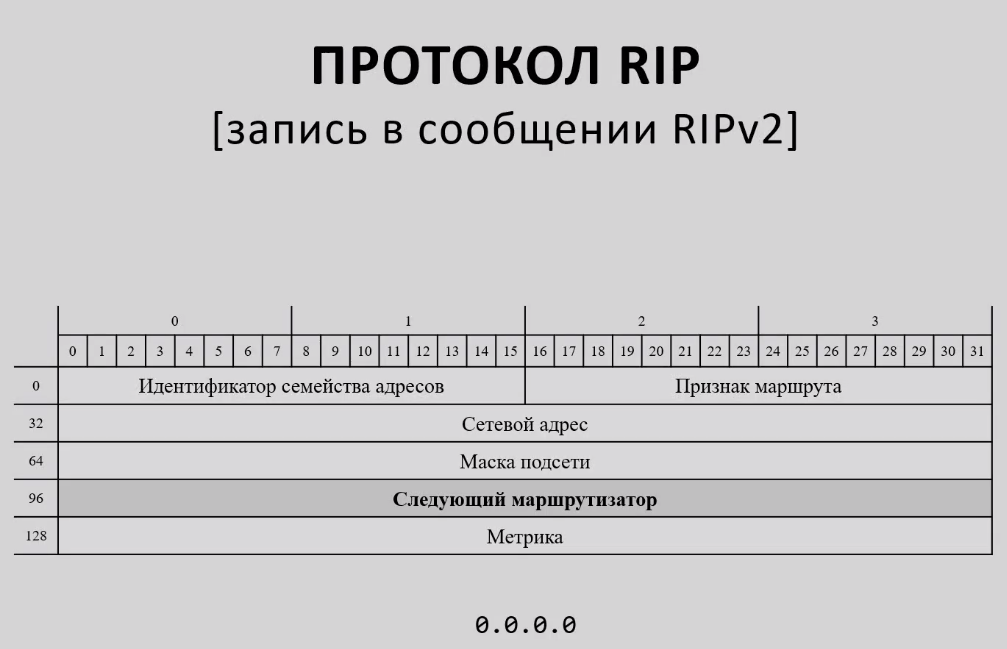 ПРОТОКОЛ RIP
[запись в сообщении RIPv2]
0 1 2 3
0 1 2 3 4 5 6 7 8 9 10 11 12 13 14 15 16 17 18 19 20 21 22 23 24 25 26 27 28 29 30 31
0 Идентификатор семейства адресов Признак маршрута
32 Сетевой адрес
64 Маска подсети
96 Следующий маршрутизатор
128 Метрика
0.0.0.0